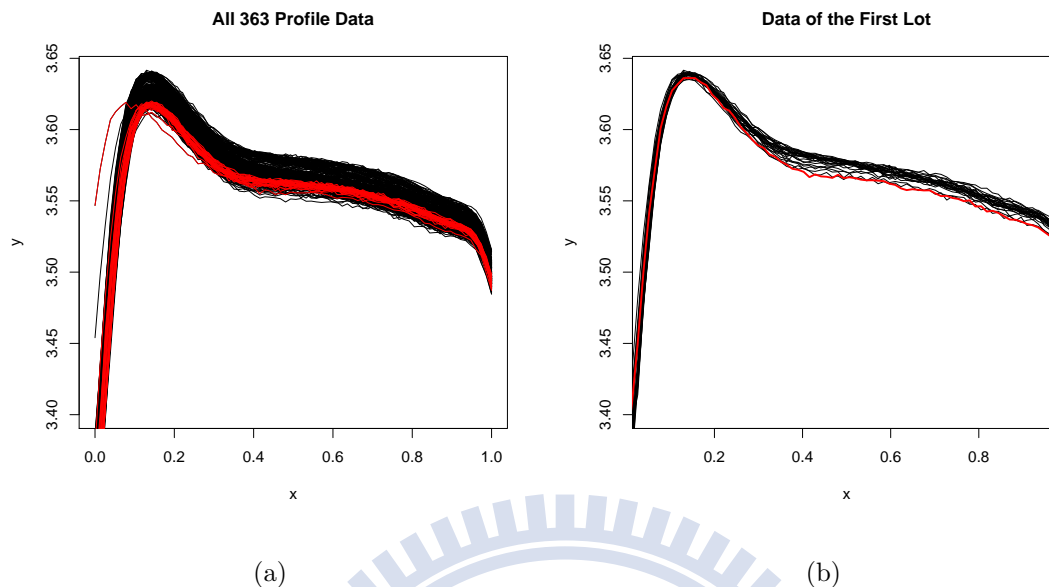 All 363 Profile Data
3.65
3.60
3.55
3.50
3.45
3.40
y
0.0 0.2 0.4 0.6 0.8 1.0
x
(a)
Data of the First Lot
3.65
3.60
3.55
3.50
3.45
3.40
y
0.2 0.4 0.6 0.8
x
(b)